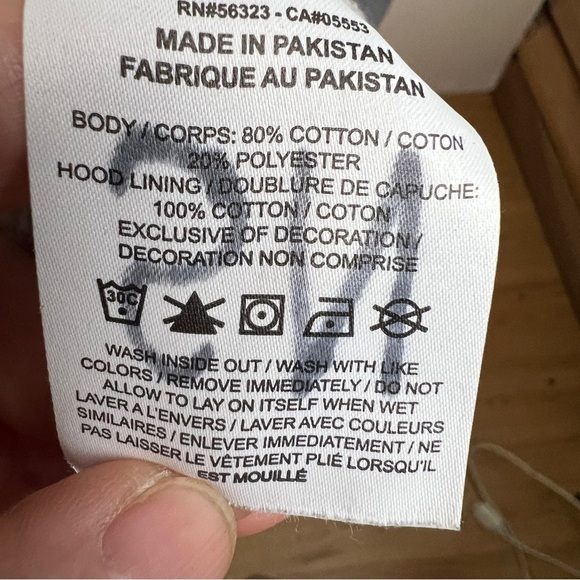 RN#56323 - CA#05553
MADE IN PAKISTAN
FABRIQUE AU PAKISTAN
BODY / CORPS: 80% COTTON / COTON
20% POLYESTER
HOOD LINING / DOUBLURE DE CAPUCHE:
100% COTTON / COTON
EXCLUSIVE OF DECORATION /
DECORATION NON COMPRISE
30C
WASH INSIDE OUT / WASH WITH LIKE
COLORS / REMOVE IMMEDIATELY / DO NOT
ALLOW TO LAY ON ITSELF WHEN WET
LAVER A L'ENVERS / LAVER AVEC COULEURS
SIMILAIRES / ENLEVER IMMEDIATEMENT / NE
PAS LAISSER LE VÊTEMENT PLIÉ LORSQU'IL
EST MOUILLÉ